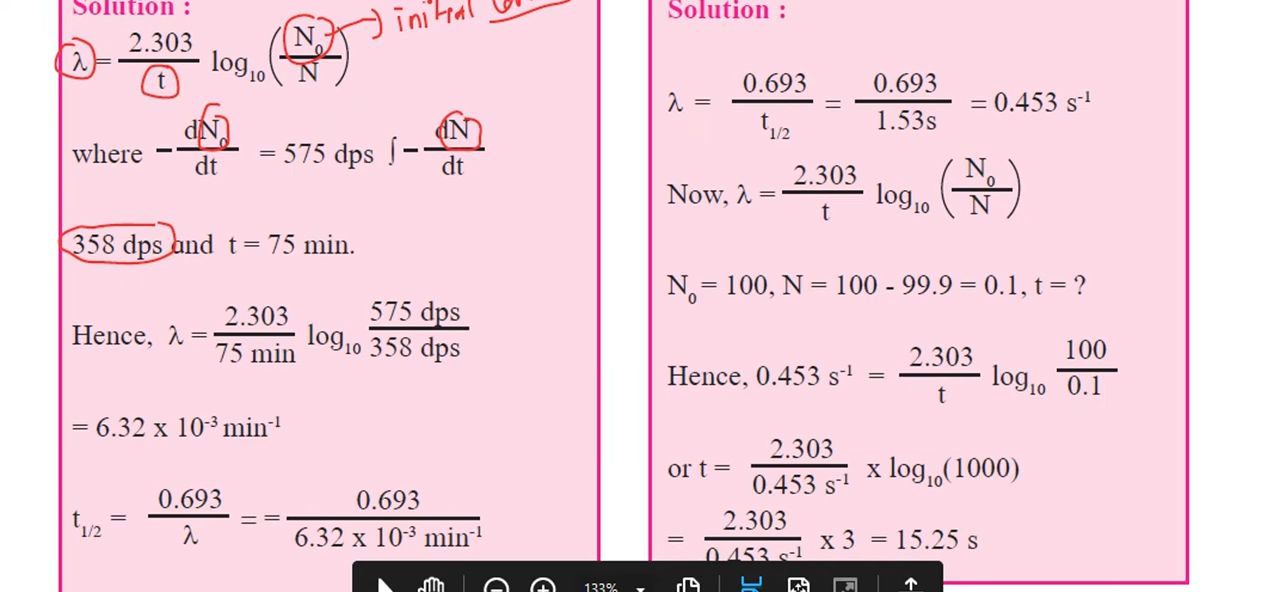 Solution :
initial
λ = 2.303 / t log₁₀ (N₀ / N)
where − dN₀ / dt = 575 dps ∫ − dN / dt
358 dps and t = 75 min.
Hence, λ = 2.303 / 75 min log₁₀ 575 dps / 358 dps
= 6.32 x 10⁻³ min⁻¹
t₁/₂ = 0.693 / λ = = 0.693 / 6.32 x 10⁻³ min⁻¹
Solution :
λ = 0.693 / t₁/₂ = 0.693 / 1.53s = 0.453 s⁻¹
Now, λ = 2.303 / t log₁₀ (N₀ / N)
N₀ = 100, N = 100 - 99.9 = 0.1, t = ?
Hence, 0.453 s⁻¹ = 2.303 / t log₁₀ 100 / 0.1
or t = 2.303 / 0.453 s⁻¹ x log₁₀(1000)
= 2.303 / 0.453 s⁻¹ x 3 = 15.25 s
133%